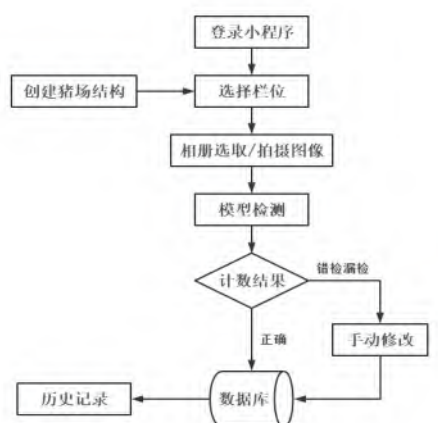 登录小程序
创建猪场结构
选择栏位
相册选取/拍摄图像
模型检测
计数结果
错检漏检
正确
手动修改
历史记录
数据库